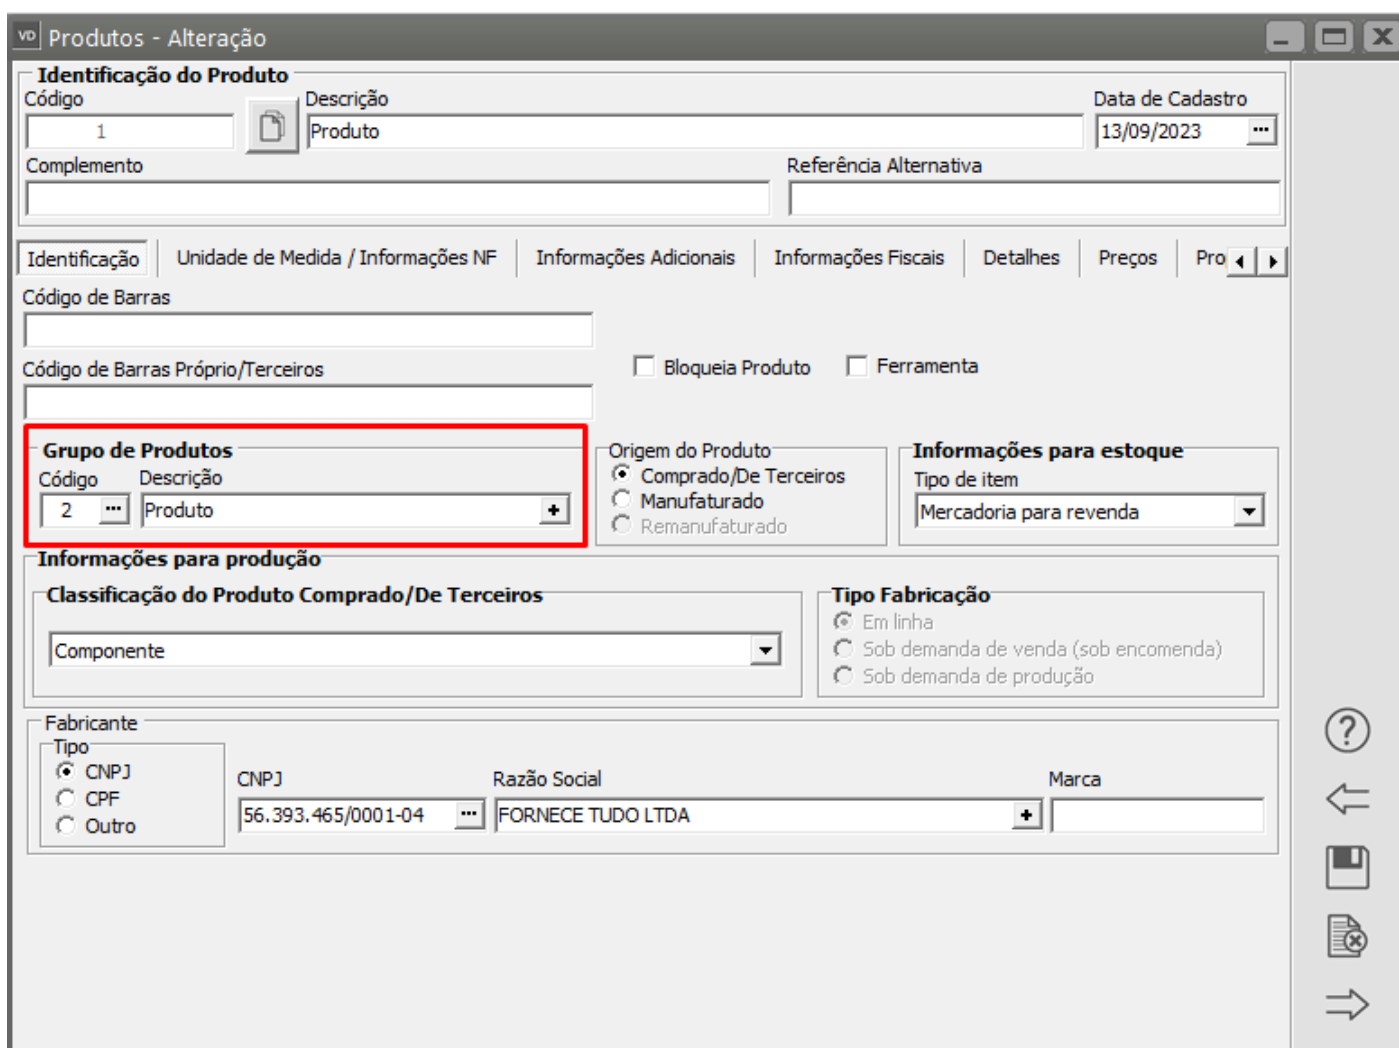 VD Produtos - Alteração
Identificação do Produto
Código
Descrição
Data de Cadastro
1
Produto
13/09/2023
Complemento
Referência Alternativa
Identificação
Unidade de Medida / Informações NF
Informações Adicionais
Informações Fiscais
Detalhes
Preços
Código de Barras
Código de Barras Próprio/Terceiros
Bloqueia Produto
Ferramenta
Grupo de Produtos
Código
Descrição
2
Produto
Origem do Produto
Comprado/De Terceiros
Manufaturado
Remanufaturado
Informações para estoque
Tipo de item
Mercadoria para revenda
Informações para produção
Classificação do Produto Comprado/De Terceiros
Componente
Tipo Fabricação
Em linha
Sob demanda de venda (sob encomenda)
Sob demanda de produção
Fabricante
Tipo
CNPJ
CPF
Outro
CNPJ
Razão Social
Marca
56.393.465/0001-04
FORNECE TUDO LTDA